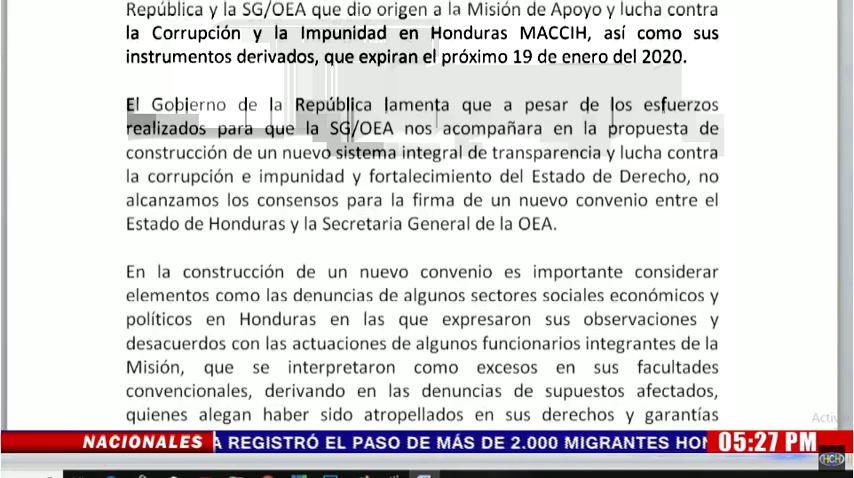 República y la SG/OEA que dio origen a la Misión de Apoyo y lucha contra
la Corrupción y la Impunidad en Honduras MACCIH, así como sus
instrumentos derivados, que expiran el próximo 19 de enero del 2020.
El Gobierno de la República lamenta que a pesar de los esfuerzos
realizados para que la SG/OEA nos acompañara en la propuesta de
construcción de un nuevo sistema integral de transparencia y lucha contra
la corrupción e impunidad y fortalecimiento del Estado de Derecho, no
alcanzamos los consensos para la firma de un nuevo convenio entre el
Estado de Honduras y la Secretaria General de la OEA.
En la construcción de un nuevo convenio es importante considerar
elementos como las denuncias de algunos sectores sociales económicos y
políticos en Honduras en las que expresaron sus observaciones y
desacuerdos con las actuaciones de algunos funcionarios integrantes de la
Misión, que se interpretaron como excesos en sus facultades
convencionales, derivando en las denuncias de supuestos afectados,
quienes alegan haber sido atropellados en sus derechos y garantías
Activar
NACIONALES A REGISTRÓ EL PASO DE MÁS DE 2.000 MIGRANTES HON 05:27 PM
HCH